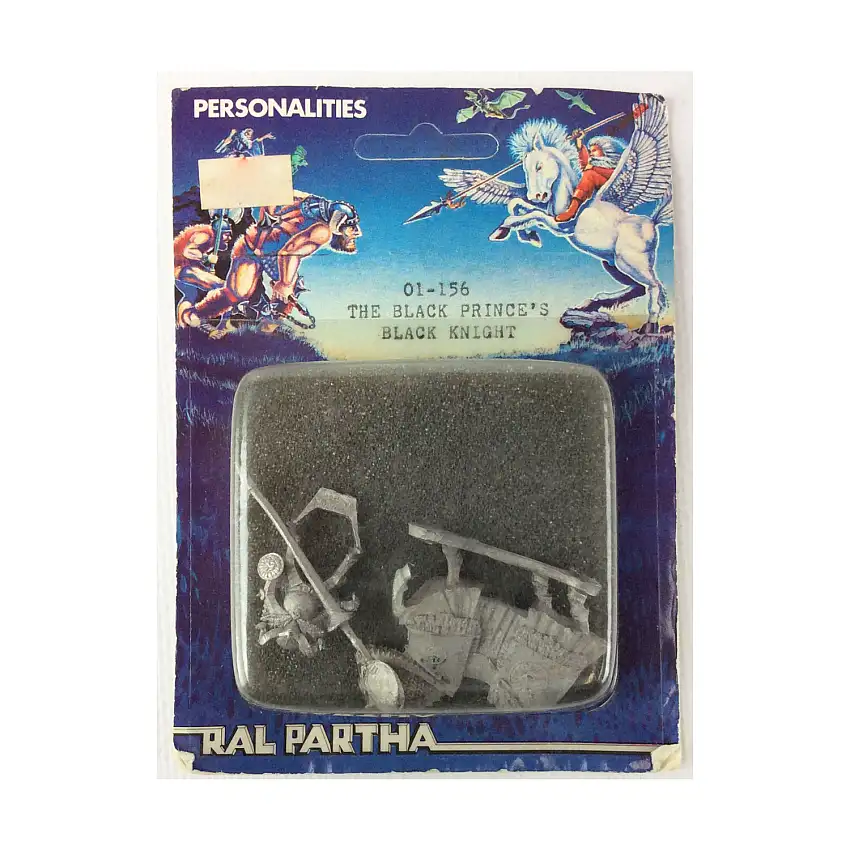 PERSONALITIES
01-156
THE BLACK PRINCE'S
BLACK KNIGHT
RAL PARTHA